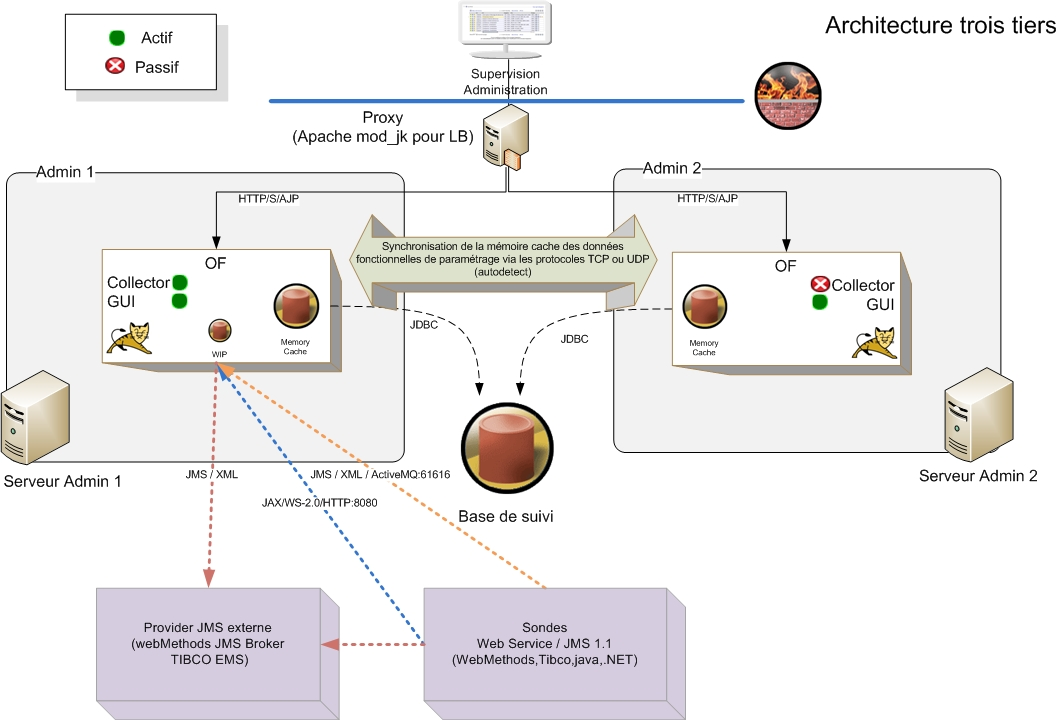 Architecture trois tiers
Actif
Passif
Supervision
Administration
Proxy
(Apache mod_jk pour LB)
Admin 1
Admin 2
HTTP/S/AJP
HTTP/S/AJP
Synchronisation de la mémoire cache des données
fonctionnelles de paramétrage via les protocoles TCP ou UDP
(autodetect)
OF
Collector
GUI
WIP
Memory
Cache
OF
Collector
GUI
Memory
Cache
JDBC
JDBC
Serveur Admin 1
Serveur Admin 2
Base de suivi
JMS / XML
JMS / XML / ActiveMQ:61616
JAX/WS-2.0/HTTP:8080
Provider JMS externe
(webMethods JMS Broker
TIBCO EMS)
Sondes
Web Service / JMS 1.1
(WebMethods,Tibco,java,.NET)